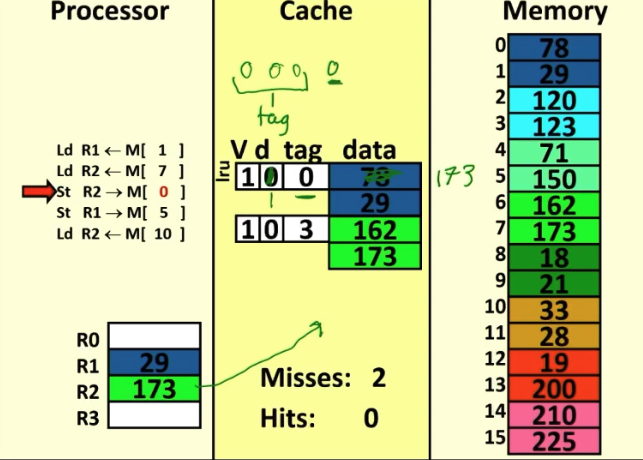 Processor
Ld R1 ← M[ 1 ]
Ld R2 ← M[ 7 ]
St R2 → M[ 0 ]
St R1 → M[ 5 ]
Ld R2 ← M[ 10 ]
R0
R1 29
R2 173
R3
Cache
0 0 0 0
tag
V d tag data
lru
1 0 0 78
1
29
1 0 3 162
173
173
Misses: 2
Hits: 0
Memory
0 78
1 29
2 120
3 123
4 71
5 150
6 162
7 173
8 18
9 21
10 33
11 28
12 19
13 200
14 210
15 225